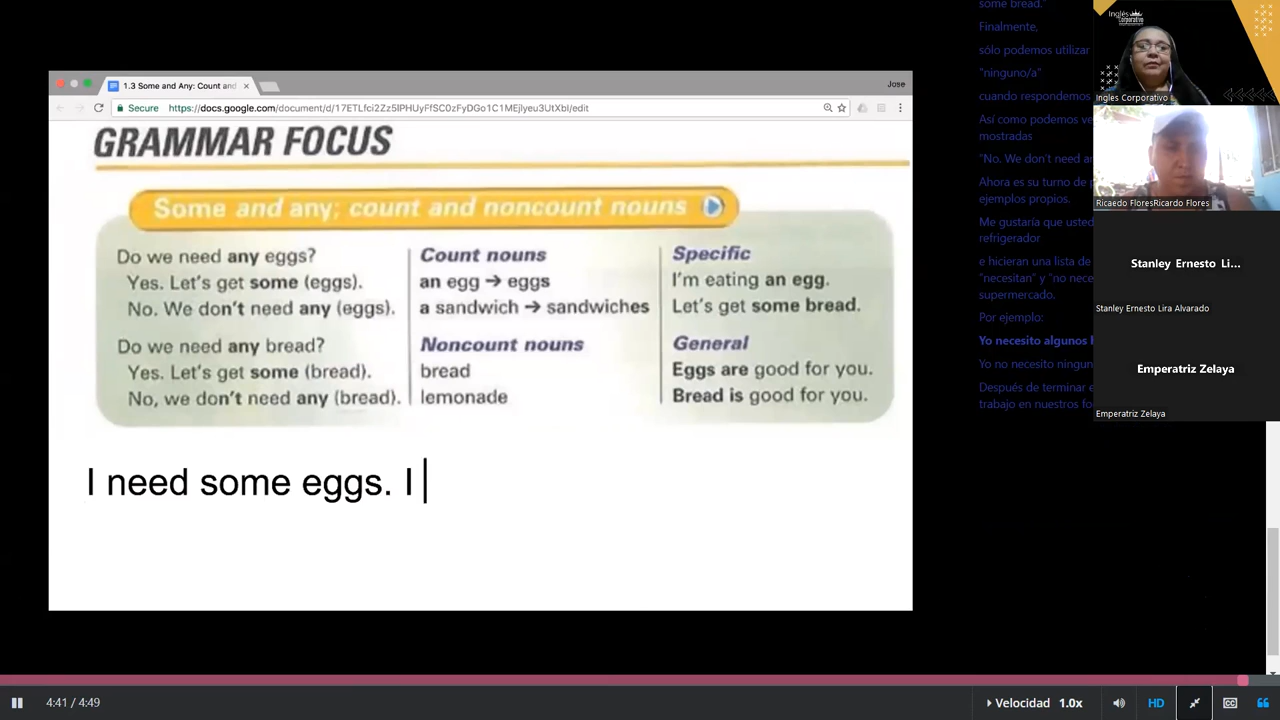 1.3 Some and Any: Count and
Jose
Secure https://docs.google.com/document/d/17ETLfci2Zz5lPHUyFfSC0zFyDGo1C1MEjlyeu3UtXbI/edit
GRAMMAR FOCUS
Some and any; count and noncount nouns
Do we need any eggs?
Yes. Let's get some (eggs).
No. We don't need any (eggs).
Do we need any bread?
Yes. Let's get some (bread).
No, we don't need any (bread).
Count nouns
an egg → eggs
a sandwich → sandwiches
Noncount nouns
bread
lemonade
Specific
I'm eating an egg.
Let's get some bread.
General
Eggs are good for you.
Bread is good for you.
I need some eggs. I
some bread."
Finalmente,
sólo podemos utilizar
"ninguno/a"
cuando respondemos
Así como podemos ve
mostradas
"No. We don't need an
Ahora es su turno de p
ejemplos propios.
Me gustaría que usted
refrigerador
e hicieran una lista de
"necesitan" y "no nece
supermercado.
Por ejemplo:
Yo necesito algunos h
Yo no necesito ningun
Después de terminar e
trabajo en nuestros fo
Inglés
Corporativo
Ingles Corporativo
Ricaedo FloresRicardo Flores
Stanley Ernesto Li...
Stanley Ernesto Lira Alvarado
Emperatriz Zelaya
Emperatriz Zelaya
4:41 / 4:49
Velocidad 1.0x
HD
CC